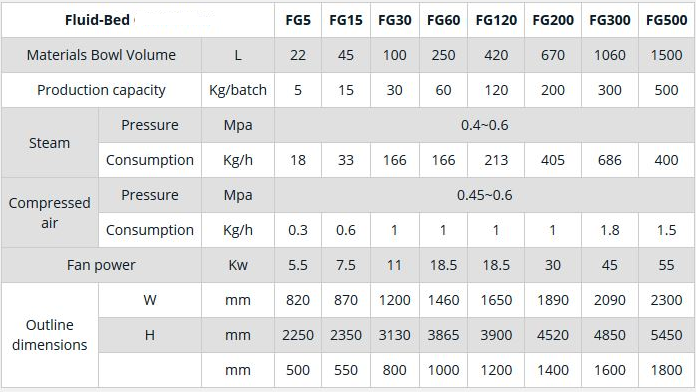 Fluid-Bed FG5 FG15 FG30 FG60 FG120 FG200 FG300 FG500
Materials Bowl Volume L 22 45 100 250 420 670 1060 1500
Production capacity Kg/batch 5 15 30 60 120 200 300 500
Steam Pressure Mpa 0.4~0.6
Consumption Kg/h 18 33 166 166 213 405 686 400
Compressed air Pressure Mpa 0.45~0.6
Consumption Kg/h 0.3 0.6 1 1 1 1 1.8 1.5
Fan power Kw 5.5 7.5 11 18.5 18.5 30 45 55
Outline dimensions W mm 820 870 1200 1460 1650 1890 2090 2300
H mm 2250 2350 3130 3865 3900 4520 4850 5450
mm 500 550 800 1000 1200 1400 1600 1800